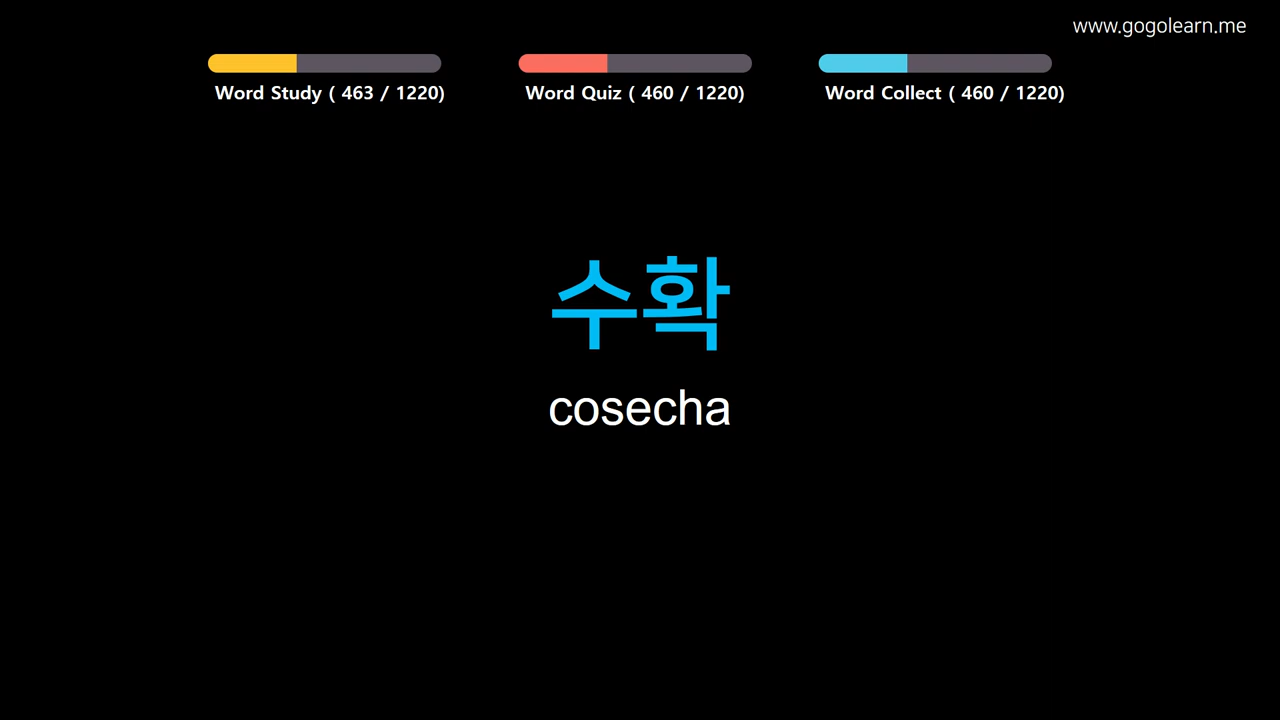 www.gogolearn.me
Word Study ( 463 / 1220)
Word Quiz ( 460 / 1220)
Word Collect ( 460 / 1220)
수확
cosecha